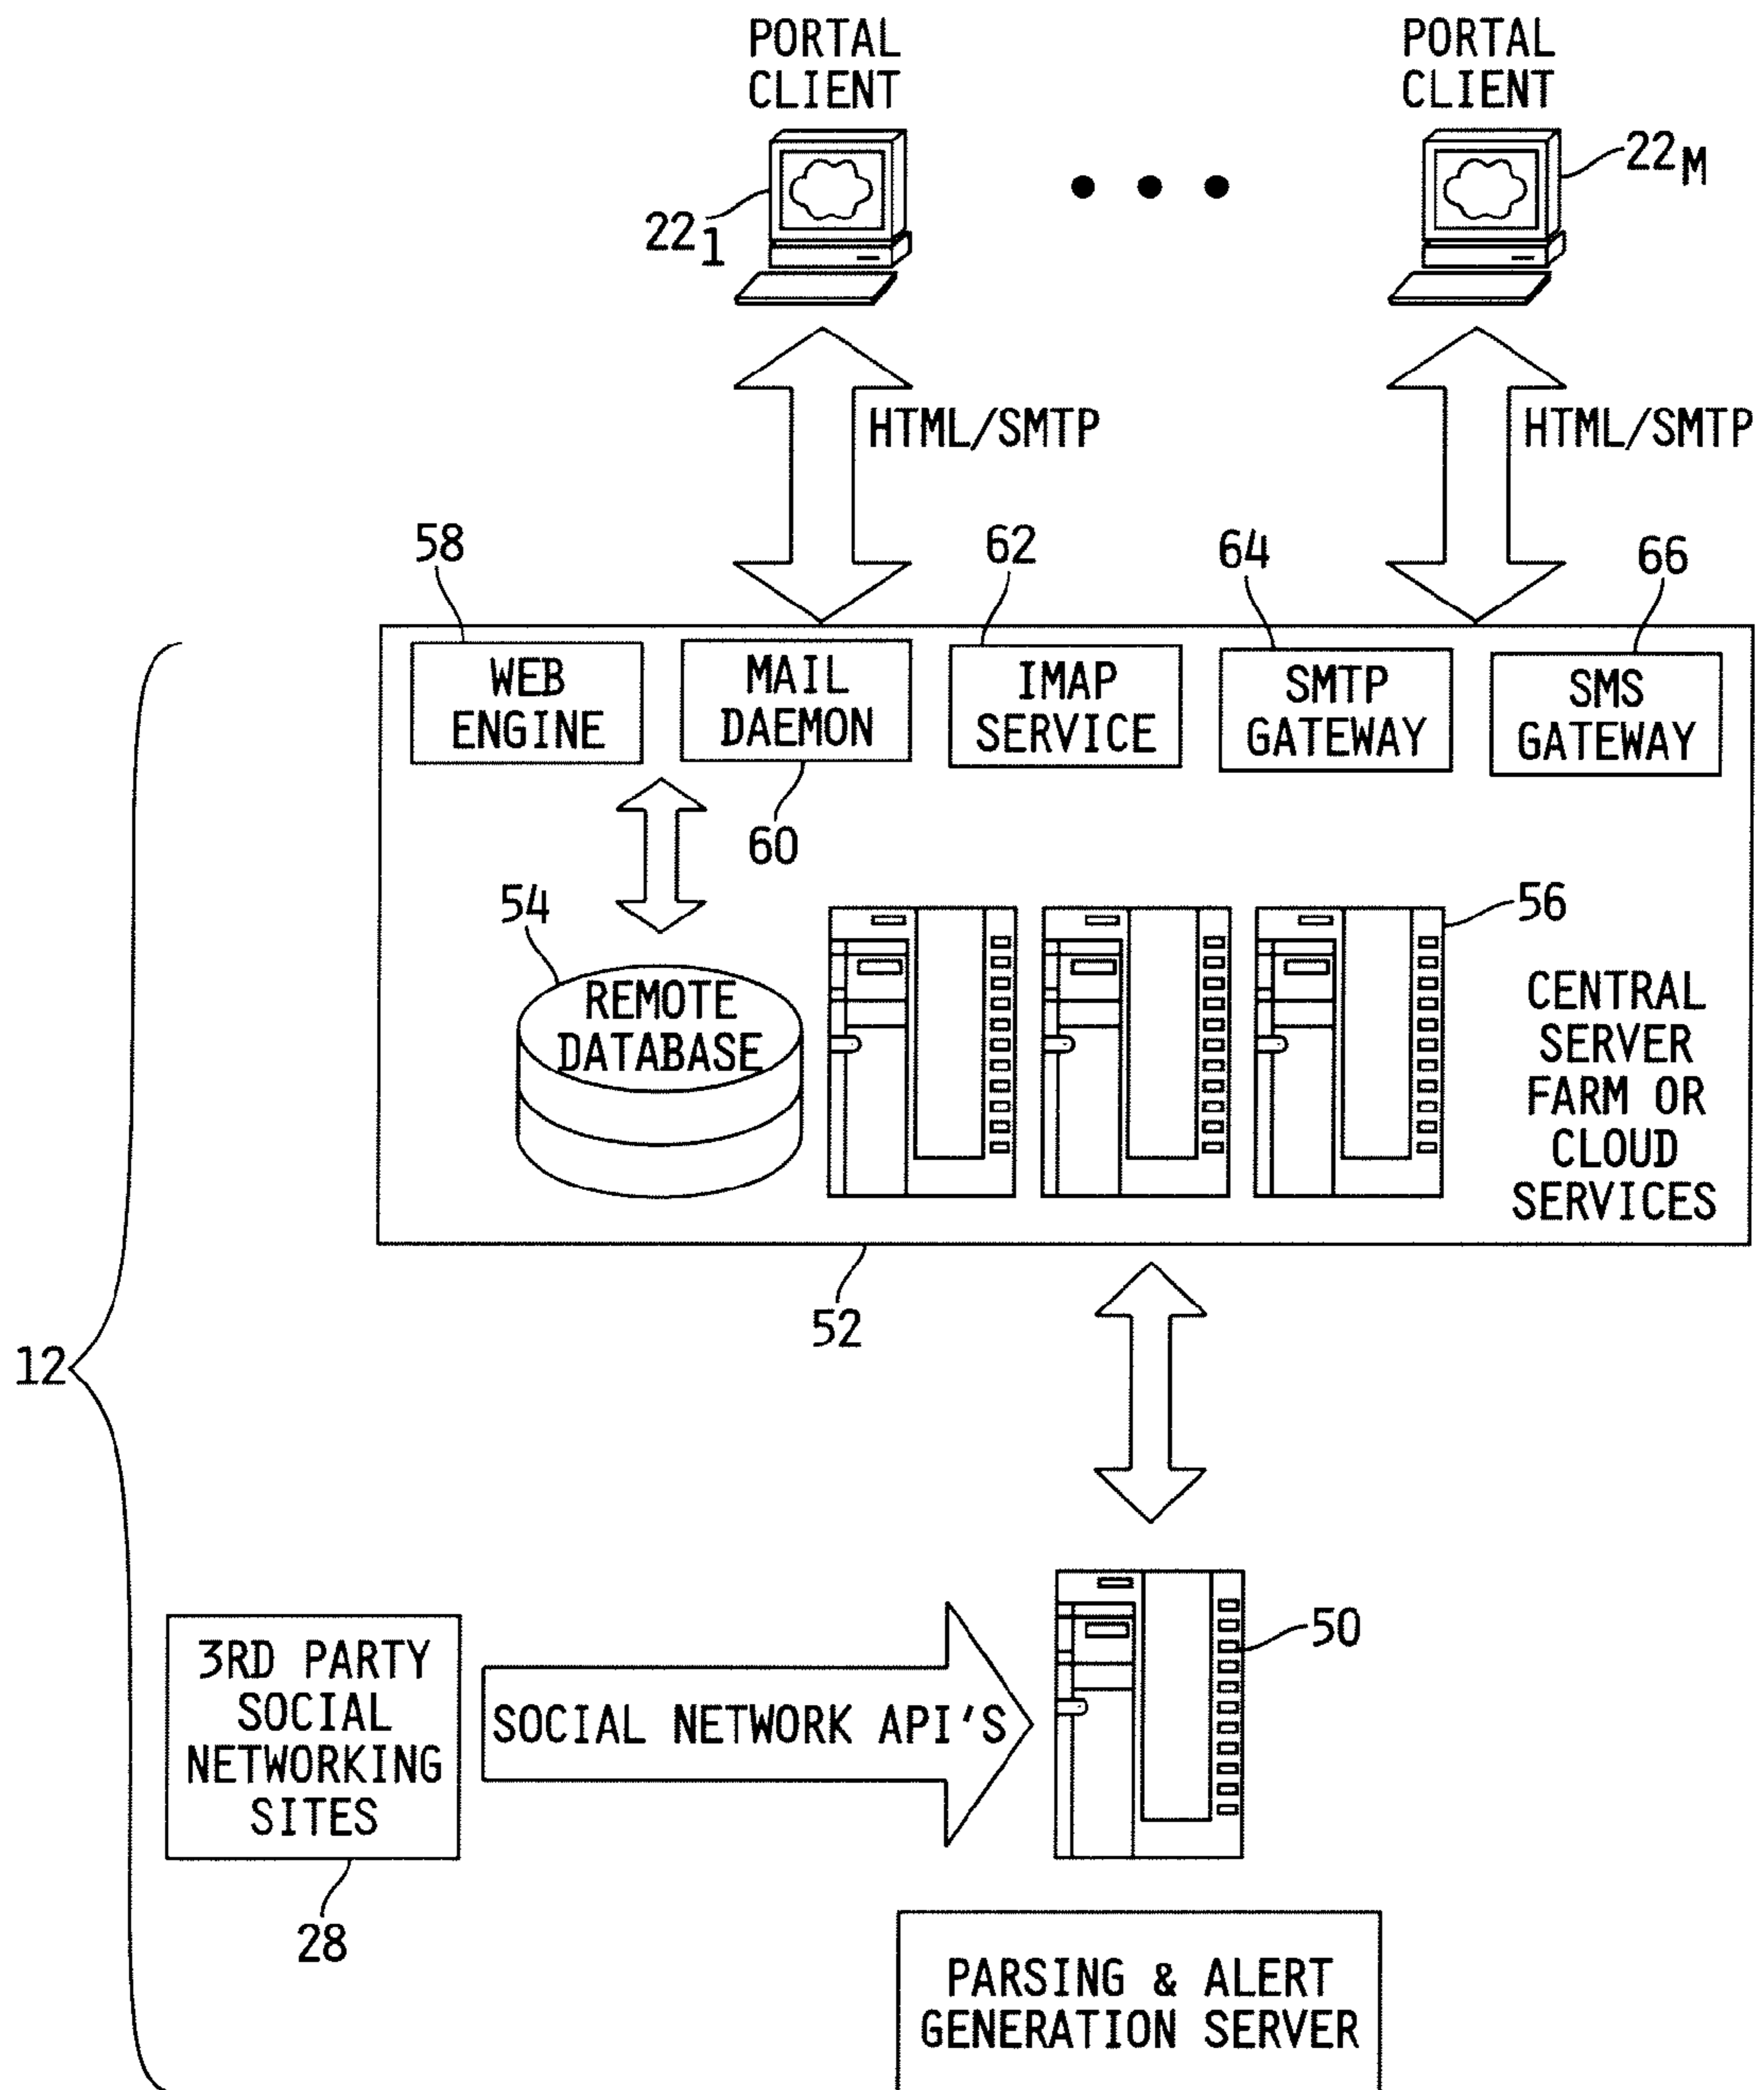 PORTAL
CLIENT
PORTAL
CLIENT
22 1
22 M
HTML/SMTP
HTML/SMTP
58
62
64
66
WEB
ENGINE
MAIL
DAEMON
IMAP
SERVICE
SMTP
GATEWAY
SMS
GATEWAY
60
54
56
REMOTE
DATABASE
CENTRAL
SERVER
FARM OR
CLOUD
SERVICES
52
12
50
3RD PARTY
SOCIAL
NETWORKING
SITES
SOCIAL NETWORK API'S
28
PARSING & ALERT
GENERATION SERVER